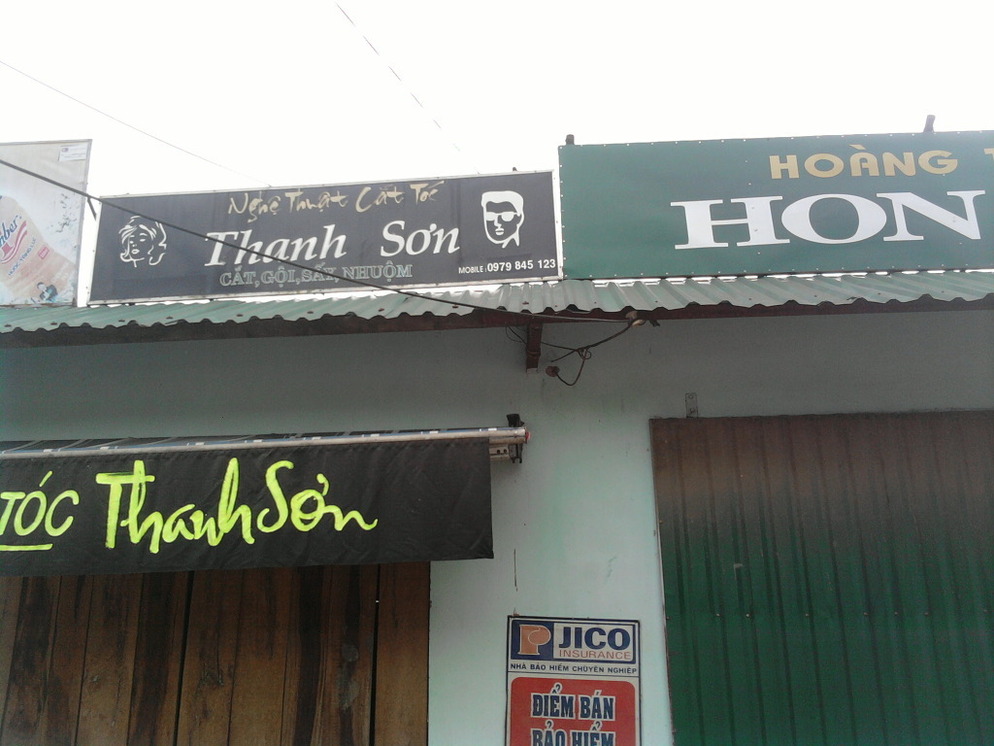 Nghệ Thuật Cắt Tóc
Thanh Sơn
CẮT,GỘI,SẤY,NHUỘM
MOBILE: 0979 845 123
HOÀNG T
HON
TÓC Thanh Sơn
PJICO
INSURANCE
NHÀ BẢO HIỂM CHUYÊN NGHIỆP
ĐIỂM BÁN
BẢO HIỂM